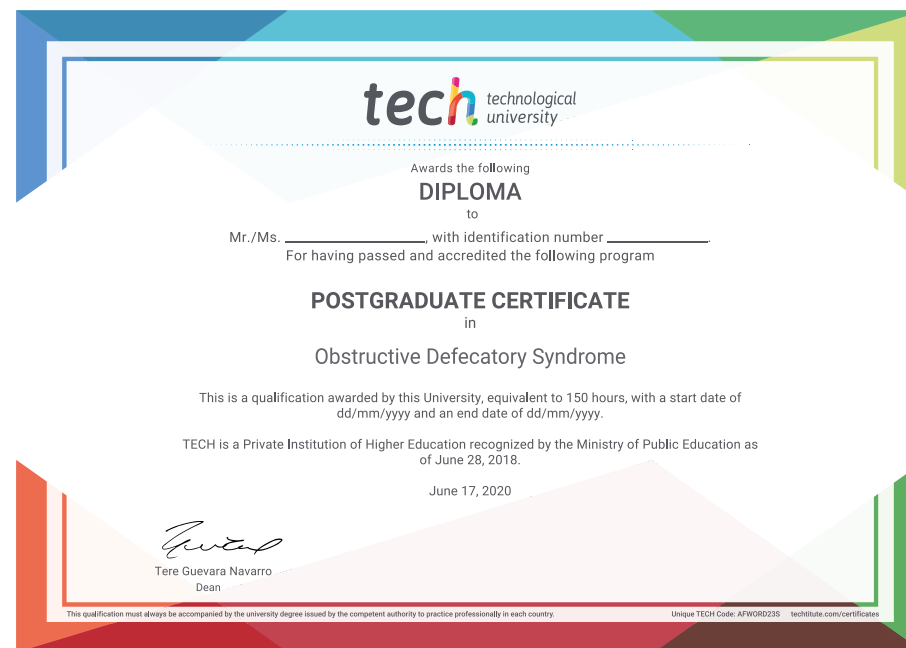 tech technological
university
Awards the following
DIPLOMA
to
Mr./Ms. ____________________, with identification number ______________.
For having passed and accredited the following program
POSTGRADUATE CERTIFICATE
in
Obstructive Defecatory Syndrome
This is a qualification awarded by this University, equivalent to 150 hours, with a start date of
dd/mm/yyyy and an end date of dd/mm/yyyy.
TECH is a Private Institution of Higher Education recognized by the Ministry of Public Education as
of June 28, 2018.
June 17, 2020
Tere Guevara Navarro
Dean
This qualification must always be accompanied by the university degree issued by the competent authority to practice professionally in each country. Unique TECH Code: AFWORD23S techtitute.com/certificates